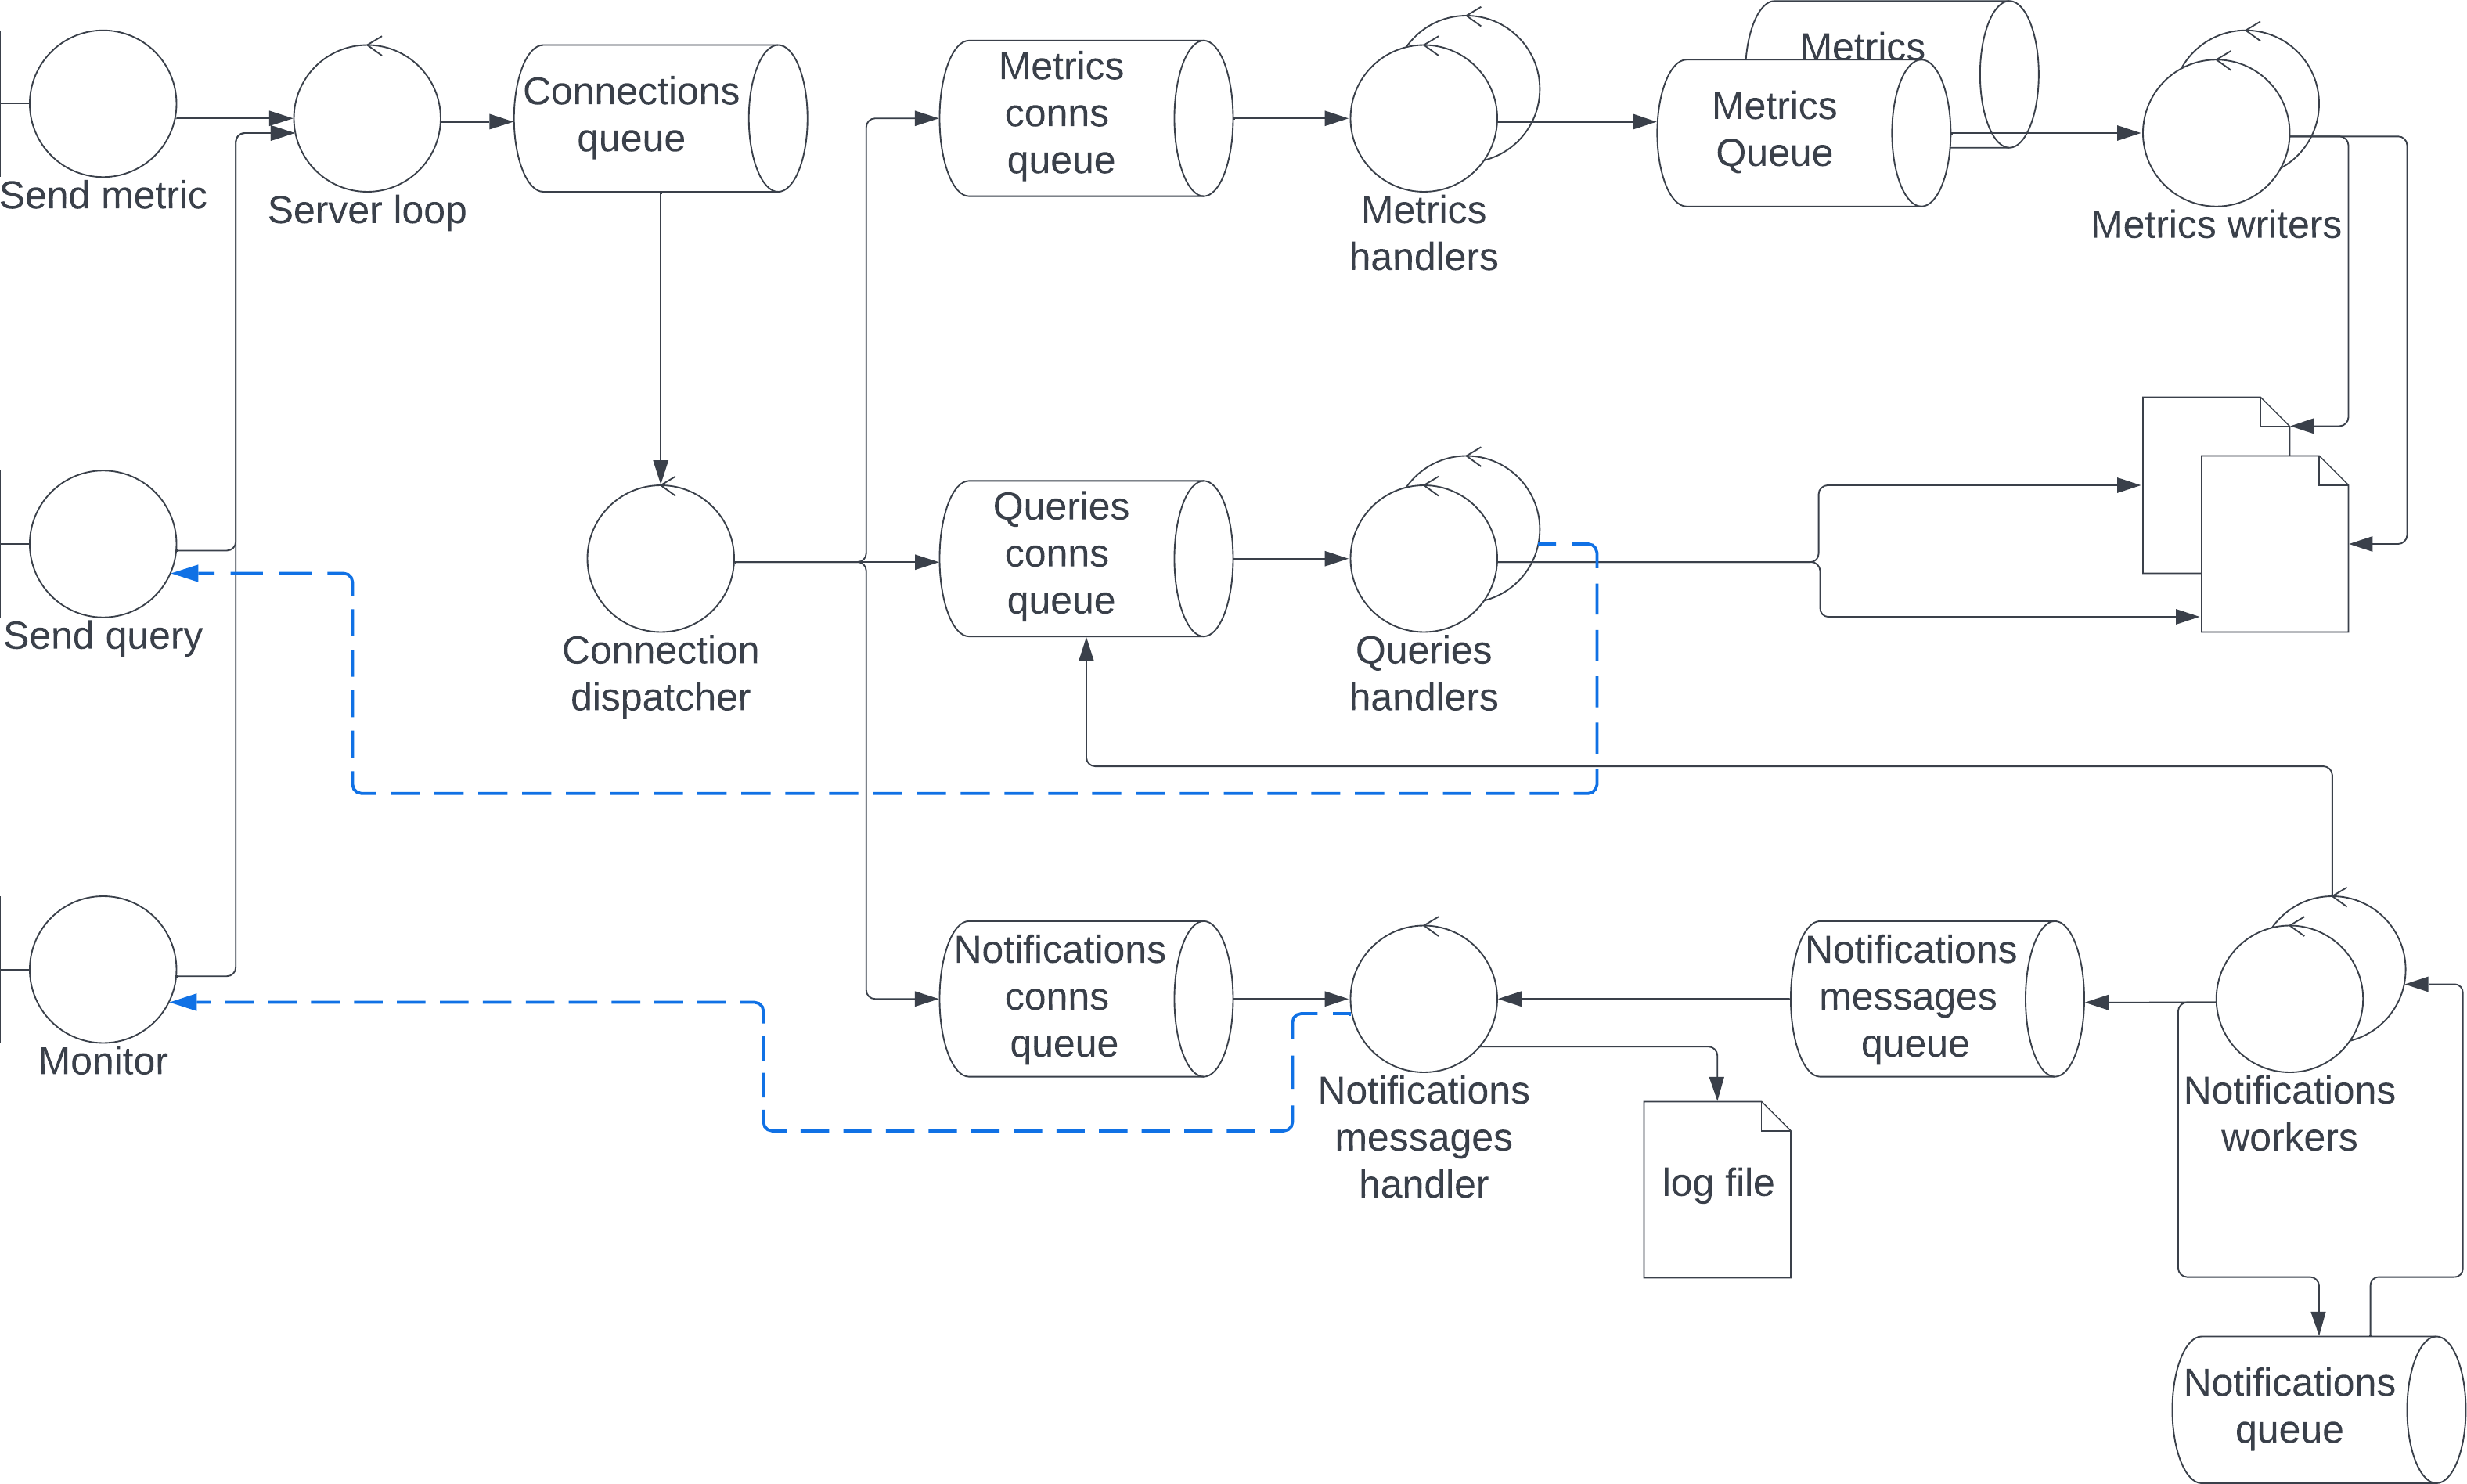 Send metric
Server loop
Connections
queue
Metrics
conns
queue
Metrics
handlers
Metrics
Metrics
Queue
Metrics writers
Send query
Connection
dispatcher
Queries
conns
queue
Queries
handlers
Monitor
Notifications
conns
queue
Notifications
messages
handler
log file
Notifications
messages
queue
Notifications
workers
Notifications
queue